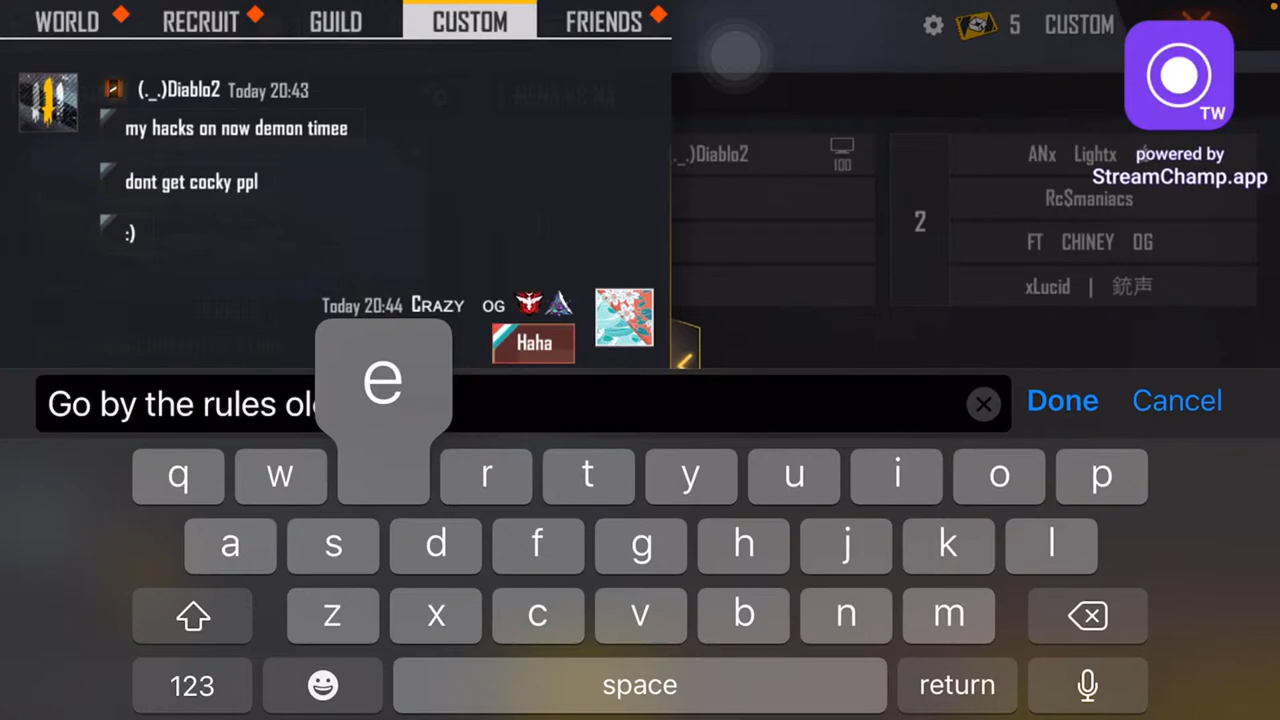 WORLD RECRUIT GUILD CUSTOM FRIENDS
5 CUSTOM
TW
powered by
StreamChamp.app
(._.)Diablo2 Today 20:43
my hacks on now demon timee
dont get cocky ppl
:)
Today 20:44 CRAZY OG
Haha
._.)Diablo2
100
2
ANx Lightx
Rc$maniacs
FT CHINEY OG
xLucid | 銃声
Go by the rules ol
e
Done Cancel
q w r t y u i o p
a s d f g h j k l
z x c v b n m
123 space return